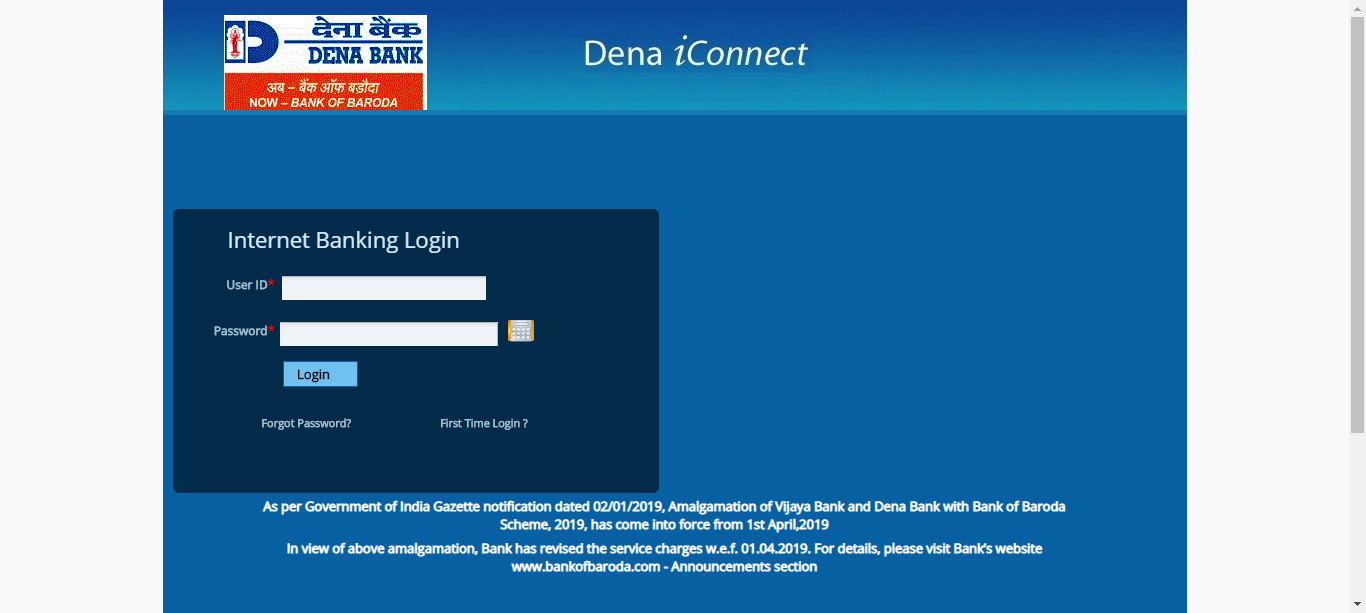 देना बैंक
DENA BANK
अब – बैंक ऑफ बडौदा
NOW – BANK OF BARODA
Dena iConnect
Internet Banking Login
User ID*
Password*
Login
Forgot Password?
First Time Login ?
As per Government of India Gazette notification dated 02/01/2019, Amalgamation of Vijaya Bank and Dena Bank with Bank of Baroda
Scheme, 2019, has come into force from 1st April,2019
In view of above amalgamation, Bank has revised the service charges w.e.f. 01.04.2019. For details, please visit Bank's website
www.bankofbaroda.com - Announcements section